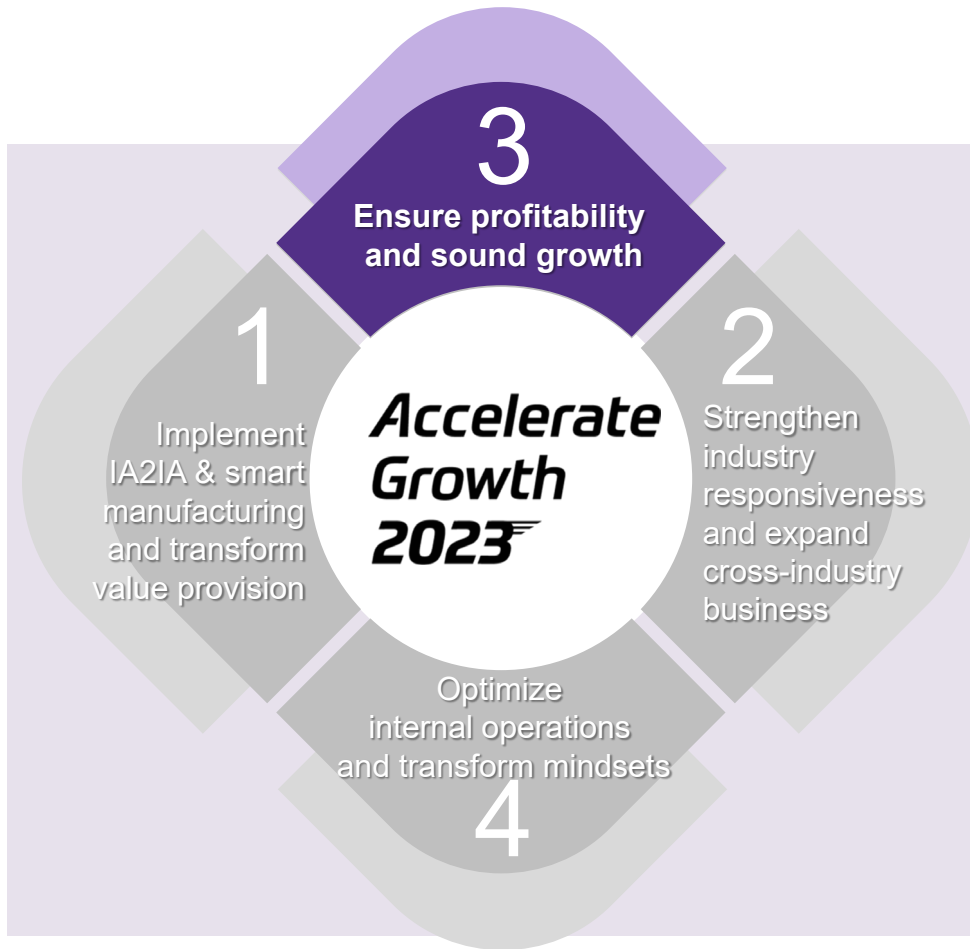 3
Ensure profitability
and sound growth
1
Implement
IA2IA & smart
manufacturing
and transform
value provision
Accelerate
Growth
2023
2
Strengthen
industry
responsiveness
and expand
cross-industry
business
Optimize
internal operations
and transform mindsets
4